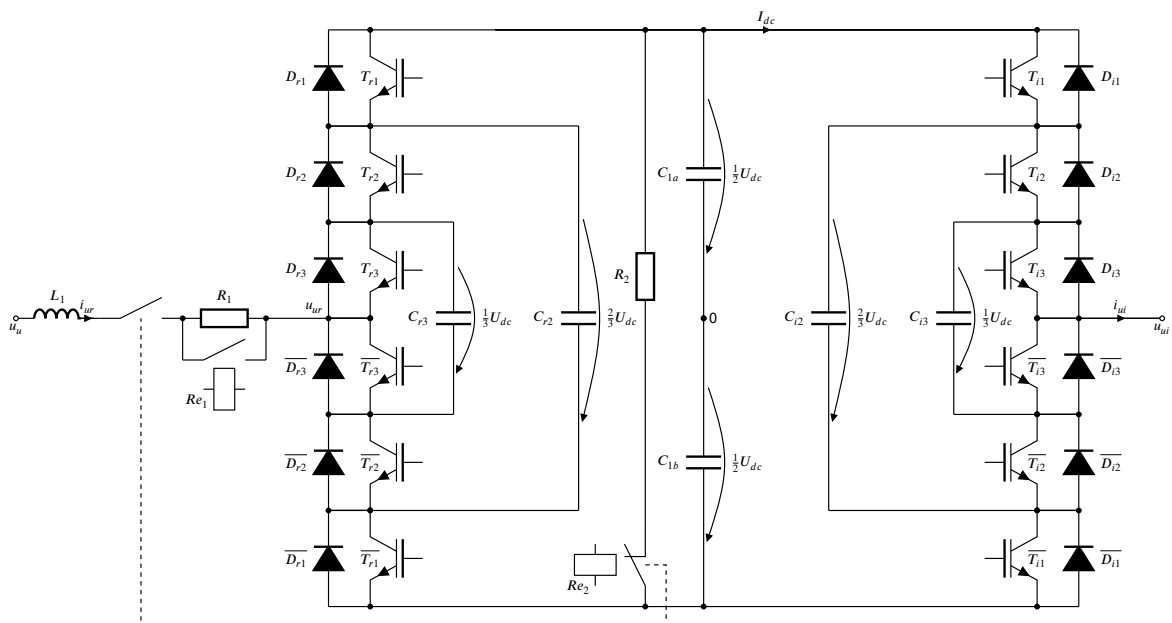 I_dc
D_r1 T_r1 T_i1 D_i1
D_r2 T_r2 C_1a ½U_dc T_i2 D_i2
D_r3 T_r3 R_2 T_i3 D_i3
L_1 i_ur R_1 u_ur C_r3 ⅓U_dc C_r2 ⅔U_dc 0 C_i2 ⅔U_dc C_i3 ⅓U_dc i_ui
u_u u_ui
Re_1 D̅_r3 T̅_r3 T̅_i3 D̅_i3
D̅_r2 T̅_r2 C_1b ½U_dc T̅_i2 D̅_i2
D̅_r1 T̅_r1 Re_2 T̅_i1 D̅_i1